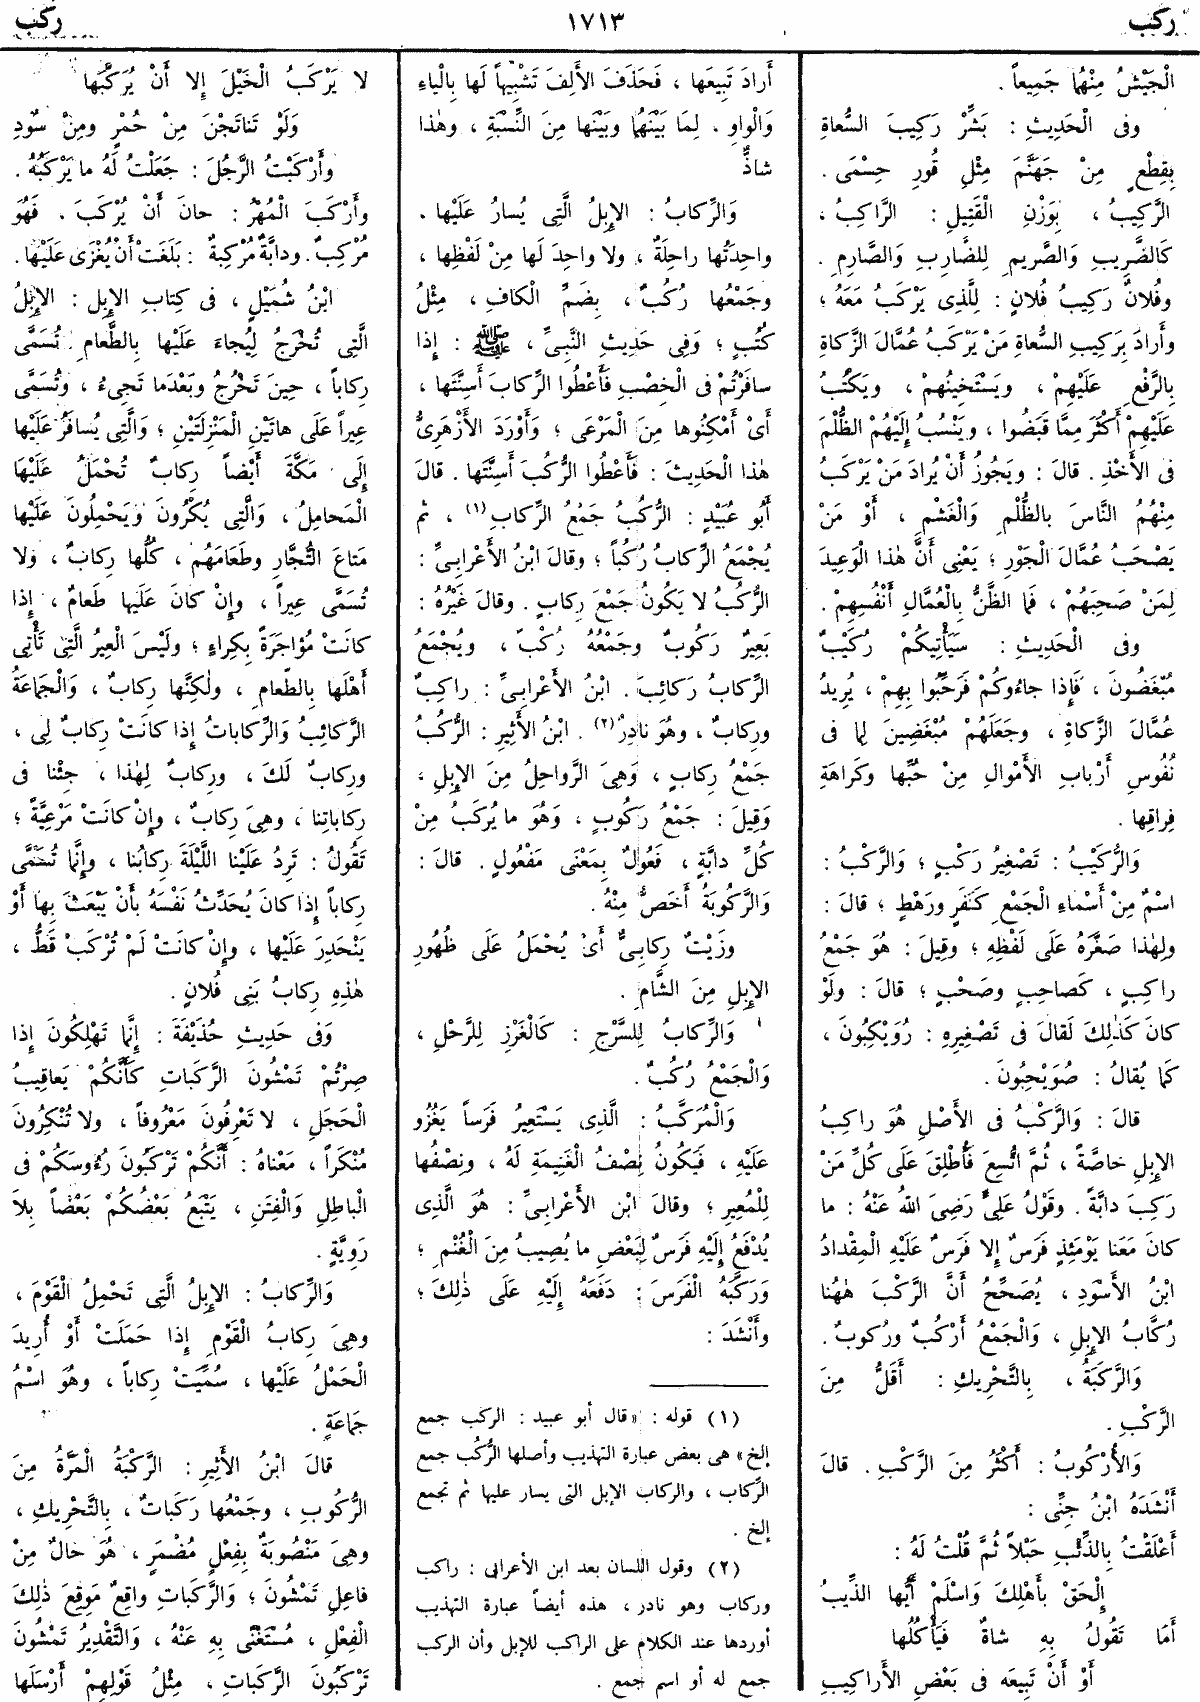 ركب
١٧١٣
ركب
الْجَيْشُ مِنْهُما جَمِيعاً .
وفى الْحَدِيثِ : بَشِّرْ رَكِيبَ السُّعاةِ
بِقِطْعٍ مِنْ جَهَنَّمَ مِثْلِ قُورِ حِسْمَى .
الرَّكِيبُ ، بِوَزْنِ الْقَتِيلِ : الرَّاكِبُ ،
كَالضَّرِيبِ وَالصَّرِيمِ لِلضَّارِبِ وَالصَّارِمِ .
وفُلانٌ رَكِيبُ فُلانٍ : لِلَّذِى يَرْكَبُ مَعَهُ ؛
وأَرادَ بِرَكِيبِ السُّعاةِ مَنْ يَرْكَبُ عُمَّالَ الزَّكاةِ
بِالرَّفْعِ عَلَيْهِمْ ، ويَسْتَخِينُهمْ ، ويَكْتُبُ
عَلَيْهِمْ أَكْثَرَ مِمَّا قَبَضُوا ، ويَنْسُبُ إِلَيْهُمُ الظُّلْمَ
فى الأَخْذِ . قالَ : ويَجُوزُ أَنْ يُرادَ مَنْ يَرْكَبُ
مِنْهُمُ النَّاسَ بالظُّلْمِ وَالْغَشْمِ ، أَوْ مَنْ
يَصْحَبُ عُمَّالَ الْجَوْرِ ؛ يَعْنِى أَنَّ هٰذا الْوَعِيدَ
لِمَنْ صَحِبَهُمْ ، فَما الظَّنُّ بِالْعُمَّالِ أَنْفُسِهِمْ .
وفى الْحَدِيثِ : سَيَأْتِيكُمْ رُكَيْبٌ
مُبْغَضُونَ ، فَإِذا جاءُوكُمْ فَرَحِّبُوا بِهِمْ ، يُرِيدُ
عُمَّالَ الزَّكاةِ ، وجَعَلَهُمْ مُبْغَضِينَ لِما فى
نُفُوسِ أَرْبابِ الأَمْوالِ مِنْ حُبِّها وكَراهَةِ
فِراقِها .
وَالرُّكَيْبُ : تَصْغِيرُ رَكْبٍ ؛ وَالرَّكْبُ :
اسْمٌ مِنْ أَسْماءِ الْجَمْعِ كَنَفَرٍ ورَهْطٍ ؛ قالَ :
ولِهٰذا صَغَّرَهُ عَلَى لَفْظِهِ ؛ وقِيلَ : هُوَ جَمْعُ
راكِبٍ ، كَصاحِبٍ وصَحْبٍ ؛ قالَ : ولَوْ
كانَ كَذٰلِكَ لَقالَ فى تَصْغِيرِهِ : رُوَيْكِبُونَ ،
كَما يُقالُ : صُوَيْحِبُونَ .
قالَ : وَالرَّكْبُ فى الأَصْلِ هُوَ راكِبُ
الإِبِلِ خاصَّةً ، ثُمَّ اتُّسِعَ فَأُطْلِقَ عَلَى كُلِّ مَنْ
رَكِبَ دابَّةً . وقَوْلُ عَلِىٍّ رَضِىَ اللهُ عَنْهُ : ما
كانَ مَعَنا يَوْمَئِذٍ فَرَسٌ إِلا فَرَسٌ عَلَيْهِ الْمِقْدادُ
ابْنُ الأَسْوَدِ ، يُصَحِّحُ أَنَّ الرَّكْبَ هٰهُنا
رُكَّابُ الإِبِلِ ، وَالْجَمْعُ أَرْكُبٌ ورُكوبٌ .
وَالرَّكَبَةُ ، بِالتَّحْرِيكِ : أَقَلُّ مِنَ
الرَّكْبِ .
وَالأُرْكُوبُ : أَكْثَرُ مِنَ الرَّكْبِ . قالَ
أَنْشَدَهُ ابْنُ جِنِّى :
أَعْلَقْتُ بِالذِّئْبِ حَبْلاً ثُمَّ قُلْتُ لَهُ :
إِلْحَقْ بأَهْلِكَ وَاسْلَمْ أَيُّها الذِّيبُ
أَمَا تَقُولُ بِهِ شاةٌ فَيَأْكُلُها
أَوْ أَنْ تَبِيعَه فى بَعْضِ الأَراكِيبِ
أَرادَ تَبِيعَها ، فَحَذَفَ الأَلِفَ تَشْبِيهاً لَها بِالْياءِ
وَالْواوِ ، لِمَا بَيْنَهُما وبَيْنَها مِنَ النِّسْبَةِ ، وهٰذا
شاذٌّ
وَالرِّكابُ : الإِبِلُ الَّتِى يُسارُ عَلَيْها .
واحِدَتُها راحِلَةٌ ، ولا واحِدَ لَها مِنْ لَفْظِها ،
وجَمْعُها رُكُبٌ ، بِضَمِّ الْكافِ ، مِثْلُ
كُتُبٍ ؛ وَفِى حَدِيثِ النَّبِىِّ ، ﷺ : إِذا
سافَرْتُمْ فى الْخِصْبِ فَأَعْطُوا الرِّكابَ أَسِنَّتَها ،
أَىْ أَمْكِنُوها مِنَ الْمَرْعَى ؛ وَأَوْرَدَ الأَزْهَرِىُّ
هٰذا الْحَدِيثَ : فَأَعْطُوا الرُّكُبَ أَسِنَّتَها . قالَ
أَبُو عُبَيْدٍ : الرُّكُبُ جَمْعُ الرِّكابِ (١) ، ثم
يُجْمَعُ الرِّكابُ رُكُباً ؛ وقالَ ابْنُ الأَعْرابِىِّ :
الرُّكُبُ لا يَكُونُ جَمْعَ رِكابٍ . وقالَ غَيْرُهُ :
بَعِيرٌ رَكُوبٌ وجَمْعُهُ رُكُبٌ ، ويُجْمَعُ
الرِّكابُ رَكائِبَ . ابْنُ الأَعْرابِىِّ : راكِبٌ
ورِكابٌ ، وهُوَ نادِرٌ (٢) . ابْنُ الأَثِيرِ : الرُّكُبُ
جَمْعُ رِكابٍ ، وَهِىَ الرَّواحِلُ مِنَ الإِبِلِ ،
وَقِيلَ : جَمْعُ رَكُوبٍ ، وَهُوَ ما يُرْكَبُ مِنْ
كُلِّ دابَّةٍ ، فَعُولٌ بِمَعْنَى مَفْعُولٍ . قالَ :
وَالرَّكُوبَةُ أَخَصُّ مِنْهُ .
وَزَيْتٌ رِكابِىٌّ أَىْ يُحْمَلُ عَلَى ظُهُورِ
الإِبِلِ مِنَ الشَّامِ .
وَالرِّكابُ لِلسَّرْجِ : كَالْغَرْزِ لِلرَّحْلِ ،
وَالْجَمْعُ رُكُبٌ .
وَالْمُرَكَّبُ : الَّذِى يَسْتَعِيرُ فَرَساً يَغْزُو
عَلَيْهِ ، فَيَكُونُ نِصْفُ الْغَنِيمَةِ لَهُ ، ونِصْفُها
لِلْمُعِيرِ ؛ وقالَ ابْن الأَعْرابِىِّ : هُوَ الَّذِى
يُدْفَعُ إِلَيْهِ فَرَسٌ لِبَعْضِ ما يُصِيبُ مِنَ الْغُنْمِ ؛
وَرَكَّبَهُ الْفَرَسَ : دَفَعَهُ إِلَيْهِ عَلَى ذٰلِكَ ؛
وأَنْشَدَ :
(١) قوله : «قال أبو عبيد : الركب جمع
إلخ» هى بعض عبارة التهذيب وأصلها الرُّكُب جمع
الركاب ، والركاب الإبل التى يسار عليها ثم تجمع
إلخ .
(٢) وقول اللسان بعد ابن الأعرابى : راكب
وركاب وهو نادر ، هذه أيضاً عبارة التهذيب
أوردها عند الكلام على الراكب للإبل وأن الركب
جمع له أو اسم جمع .
لا يَرْكَبُ الْخَيْلَ إِلا أَنْ يُرَكَّبَها
وَلَوْ تَناتَجْنَ مِنْ حُمْرٍ ومِنْ سُودِ
وأَرْكَبْتُ الرَّجُلَ : جَعَلْتُ لَهُ ما يَرْكَبُهُ .
وأَرْكَبَ الْمُهْرُ : حانَ أَنْ يُرْكَبَ ، فَهُوَ
مُرْكِبٌ . ودابَّةٌ مُرْكِبةٌ : بَلَغَتْ أَنْ يُغْزَى عَلَيْها .
ابْنُ شُمَيْلٍ ، فى كِتابِ الإِبِلِ : الإِبِلُ
الَّتِى تُخْرَجُ لِيُجاءَ عَلَيْها بِالطَّعامِ تُسَمَّى
رِكاباً ، حِينَ تَخْرُجُ وبَعْدَما تَجِىءُ ، وَتُسَمَّى
عِيراً عَلَى هاتَيْنِ الْمَنْزِلَتَيْنِ ؛ وَالَّتِى يُسافَرُ عَلَيْها
إِلَى مَكَّةَ أَيْضاً رِكابٌ تُحْمَلُ عَلَيْهَا
الْمَحامِلُ ، وَالَّتِى يُكْرُونَ وَيَحْمِلُونَ عَلَيْها
مَتاعَ التُّجَّارِ وطَعَامَهُم ، كُلُّها رِكابٌ ، وَلا
تُسَمَّى عِيراً ، وإِنْ كانَ عَلَيها طَعامٌ ، إِذا
كانَتْ مُؤاجَرَةً بِكِراءٍ ؛ وَلَيْسَ الْعِيرُ الَّتِى تَأْتِى
أَهْلَها بِالطَّعامِ ، ولٰكِنَّها رِكابٌ ، وَالْجَماعَةُ
الرَّكائِبُ وَالرِّكاباتُ إِذا كانَتْ رِكابٌ لِى ،
ورِكابٌ لَكَ ، ورِكابٌ لِهٰذا ، جِئْنا فى
رِكاباتِنا ، وهِىَ رِكابٌ ، وإِنْ كانَتْ مَرْعِيَّةً ؛
تَقُولُ : تَرِدُ عَلَيْنا اللَّيْلَةَ رِكابُنا ، وإِنَّما تُسَمَّى
رِكاباً إِذا كانَ يُحَدِّثُ نَفْسَهُ بأَنْ يَبْعَثَ بِها أَوْ
يَنْحَدِرَ عَلَيْها ، وإِنْ كانَتْ لَمْ تُرْكَبْ قَطُّ ،
هٰذِهِ رِكابُ بَنِى فُلانٍ .
وَفى حَدِيثِ حُذَيْفَةَ : إِنَّما تَهْلِكُونَ إِذا
صِرْتُمْ تَمْشُونَ الرَّكَباتِ كَأَنَّكُمْ يَعاقِيبُ
الْحَجَلِ ، لا تَعْرِفُونَ مَعْرُوفاً ، ولا تُنْكِرُونَ
مُنْكَراً ، مَعْناهُ : أَنَّكُمْ تَرْكَبُونَ رُءُوسَكُمْ فى
الْباطِلِ وَالْفِتَنِ ، يَتْبَعُ بَعْضُكُمْ بَعْضاً بِلا
رَوِيَّةٍ .
وَالرِّكابُ : الإِبِلُ الَّتِى تَحْمِلُ الْقَوْمَ ،
وهِىَ رِكابُ الْقَوْمِ إِذا حَمَلَتْ أَوْ أُرِيدَ
الْحَمْلُ عَلَيْها ، سُمِّيَتْ رِكاباً ، وهُوَ اسْمُ
جَماعَةٍ .
قالَ ابْنُ الأَثِيرِ : الرَّكْبَةُ الْمَرَّةُ مِنَ
الرُّكُوبِ ، وجَمْعُها رَكَباتٌ ، بِالتَّحْرِيكِ ،
وهِىَ مَنْصُوبَةٌ بِفِعْلٍ مُضْمَرٍ ، هُوَ حالٌ مِنْ
فاعِلِ تَمْشُونَ ؛ وَالرَّكَباتِ واقِعٌ مَوقِعَ ذٰلِكَ
الْفِعْلِ ، مُسْتَغْنًى بِهِ عَنْهُ ، وَالتَّقْدِيرُ تَمْشُونَ
تَرْكَبُونَ الرَّكَباتِ ، مِثْلُ قَوْلِهِمْ أَرْسَلَها